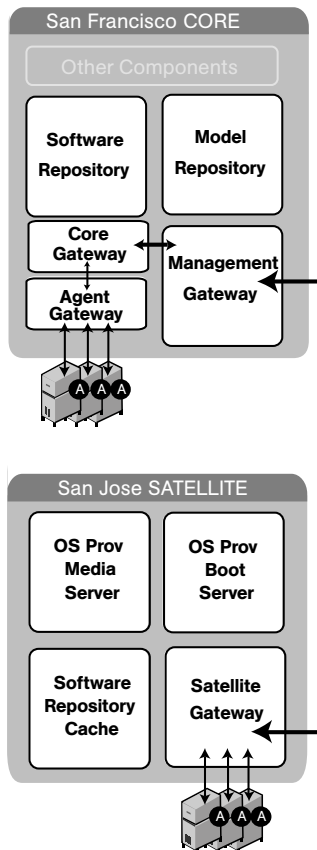 San Francisco CORE
Other Components
Software
Repository
Model
Repository
Core
Gateway
Management
Gateway
Agent
Gateway
A A A
San Jose SATELLITE
OS Prov
Media
Server
OS Prov
Boot
Server
Software
Repository
Cache
Satellite
Gateway
A A A